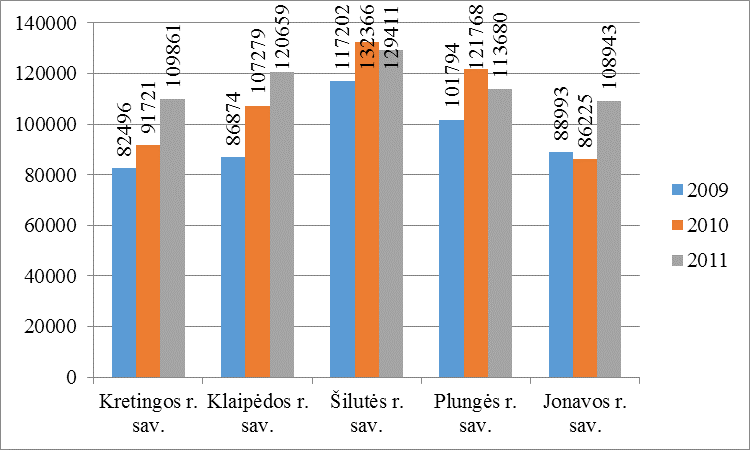 140000
120000
100000
80000
60000
40000
20000
0
82496
91721
109861
86874
107279
120659
117202
132366
129411
101794
121768
113680
88993
86225
108943
Kretingos r.
sav.
Klaipėdos r.
sav.
Šilutės r.
sav.
Plungės r.
sav.
Jonavos r.
sav.
2009
2010
2011